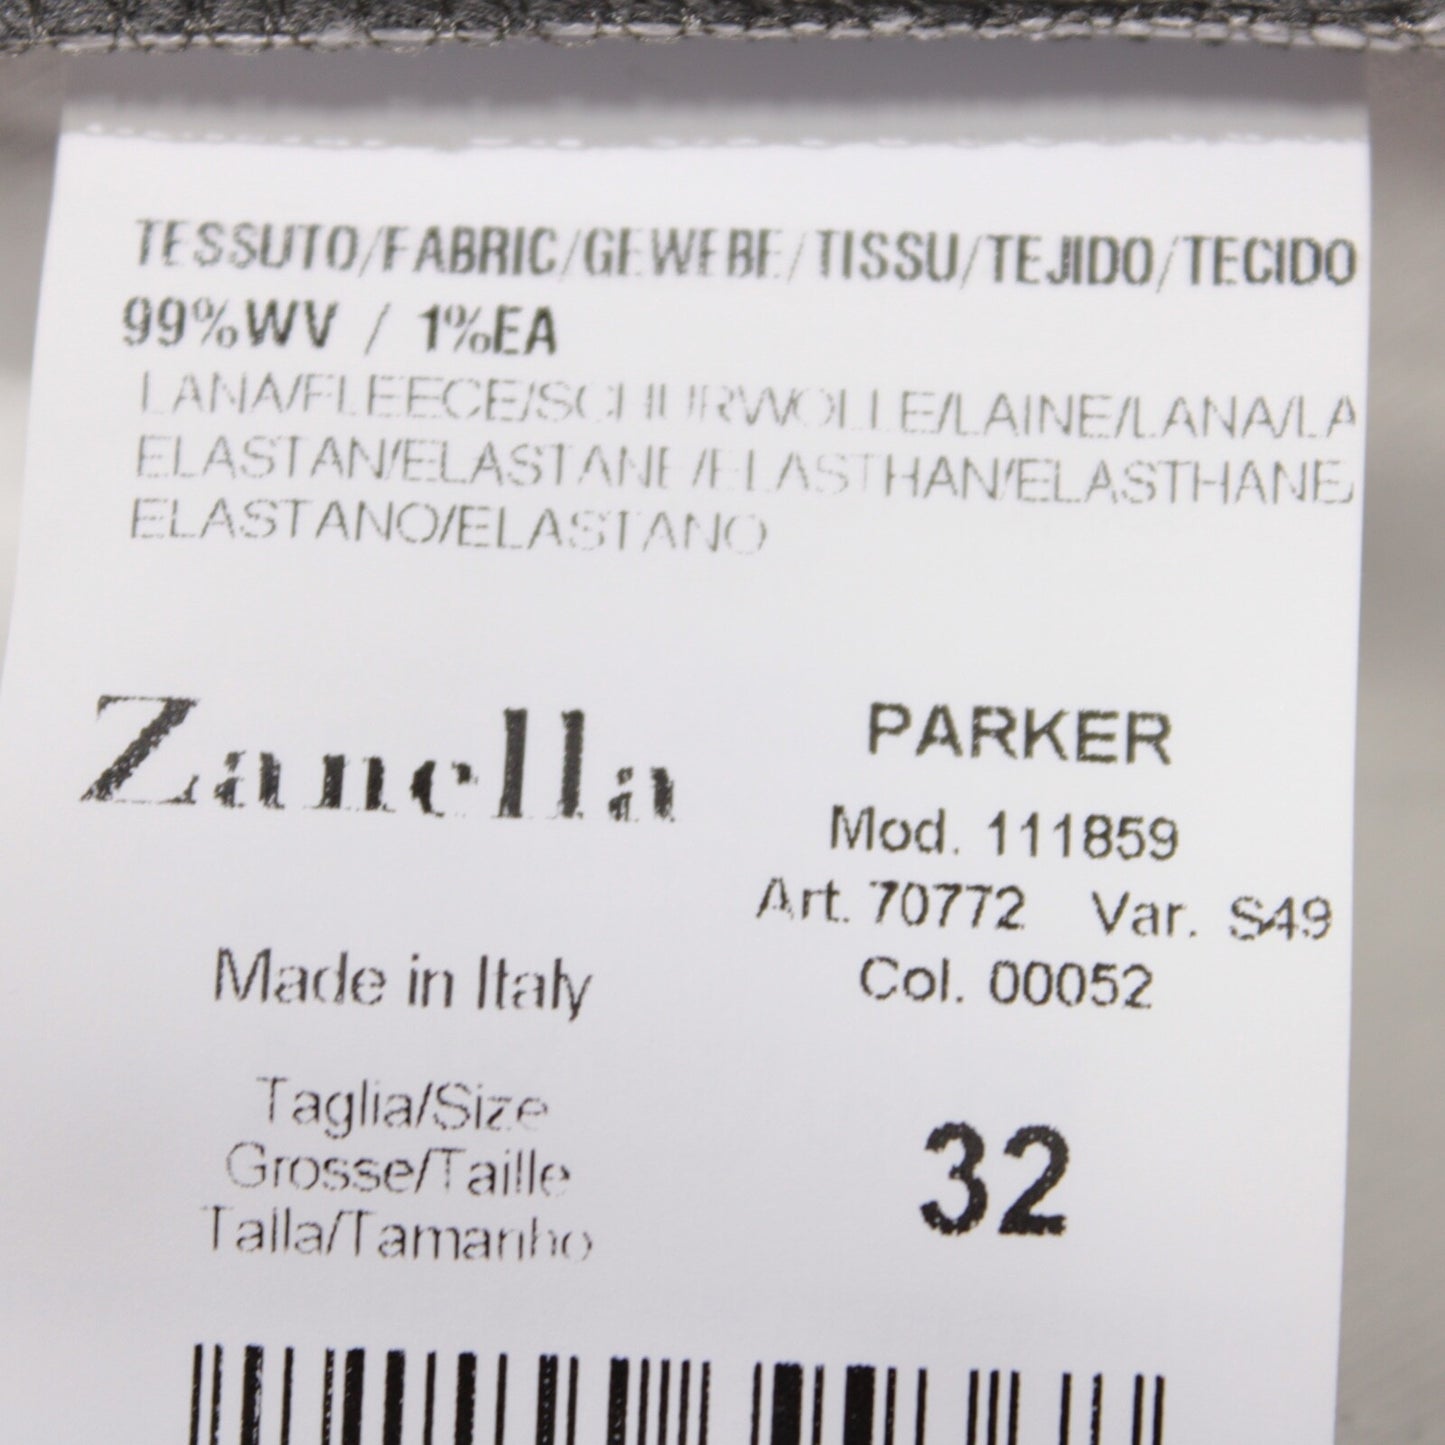 TESSUTO/FABRIC/GEWEBE/TISSU/TEJIDO/TECIDO
99%WV / 1%EA
LANA/FLEECE/SCHURWOLLE/LAINE/LANA/LA
ELASTAN/ELASTANE/ELASTHAN/ELASTHANE/
ELASTANO/ELASTANO
Zanella
PARKER
Mod. 111859
Art. 70772 Var. S49
Col. 00052
Made in Italy
Taglia/Size
Grosse/Taille
Talla/Tamanho
32